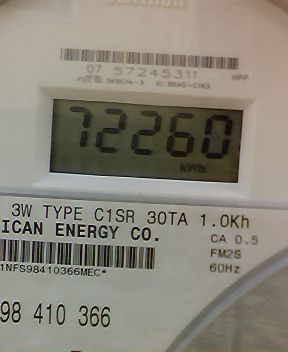 07 57245311 HPP
72260
kWh
3W TYPE C1SR 30TA 1.0Kh
ICAN ENERGY CO.
CA 0.5
FM2S
60Hz
1NFS98410366MEC*
98 410 366